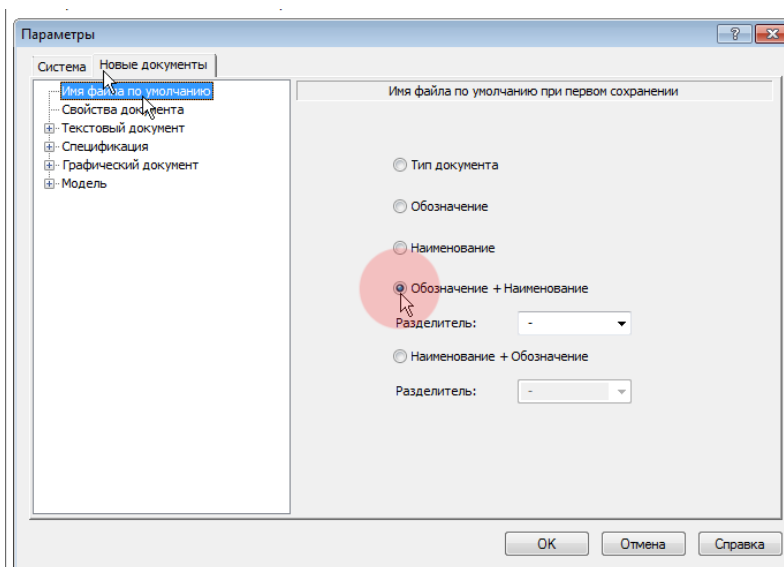 Параметры
Система Новые документы
Имя файла по умолчанию
Свойства документа
Текстовый документ
Спецификация
Графический документ
Модель
Имя файла по умолчанию при первом сохранении
Тип документа
Обозначение
Наименование
Обозначение + Наименование
Разделитель: -
Наименование + Обозначение
Разделитель: -
OK Отмена Справка